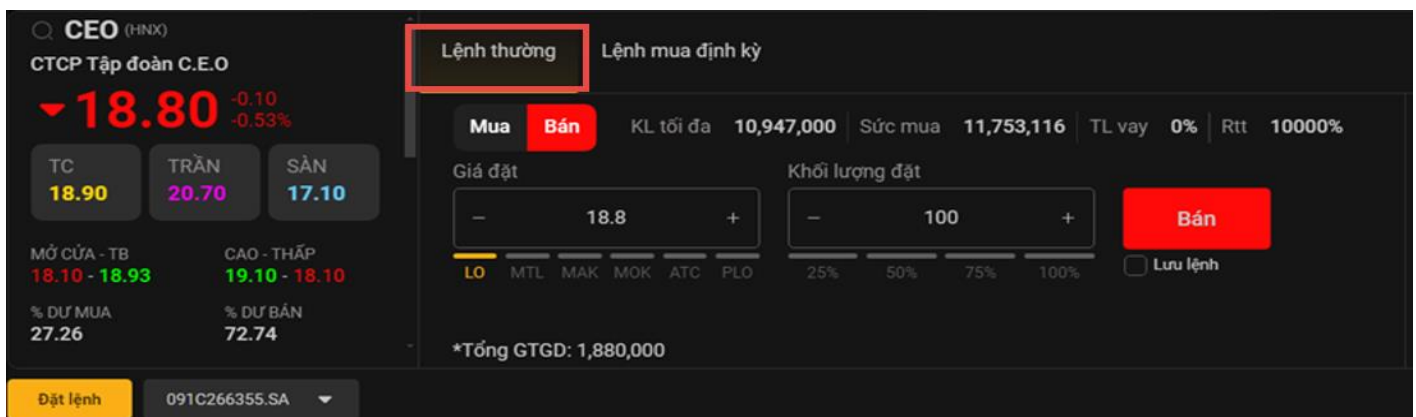 CEO (HNX)
CTCP Tập đoàn C.E.O
18.80 -0.10
-0.53%
TC TRẦN SÀN
18.90 20.70 17.10
MỞ CỬA - TB CAO - THẤP
18.10 - 18.93 19.10 - 18.10
% DƯ MUA % DƯ BÁN
27.26 72.74
Lệnh thường Lệnh mua định kỳ
Mua Bán KL tối đa 10,947,000 Sức mua 11,753,116 TL vay 0% Rtt 10000%
Giá đặt Khối lượng đặt
− 18.8 + − 100 + Bán
LO MTL MAK MOK ATC PLO 25% 50% 75% 100% Lưu lệnh
*Tổng GTGD: 1,880,000
Đặt lệnh 091C266355.SA